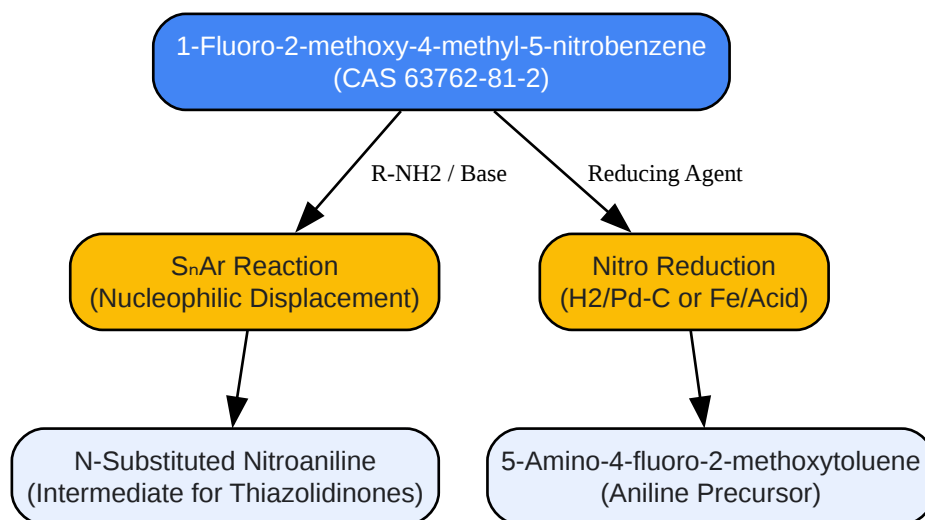 1-Fluoro-2-methoxy-4-methyl-5-nitrobenzene
(CAS 63762-81-2)
R-NH2 / Base
Reducing Agent
SₙAr Reaction
(Nucleophilic Displacement)
Nitro Reduction
(H2/Pd-C or Fe/Acid)
N-Substituted Nitroaniline
(Intermediate for Thiazolidinones)
5-Amino-4-fluoro-2-methoxytoluene
(Aniline Precursor)